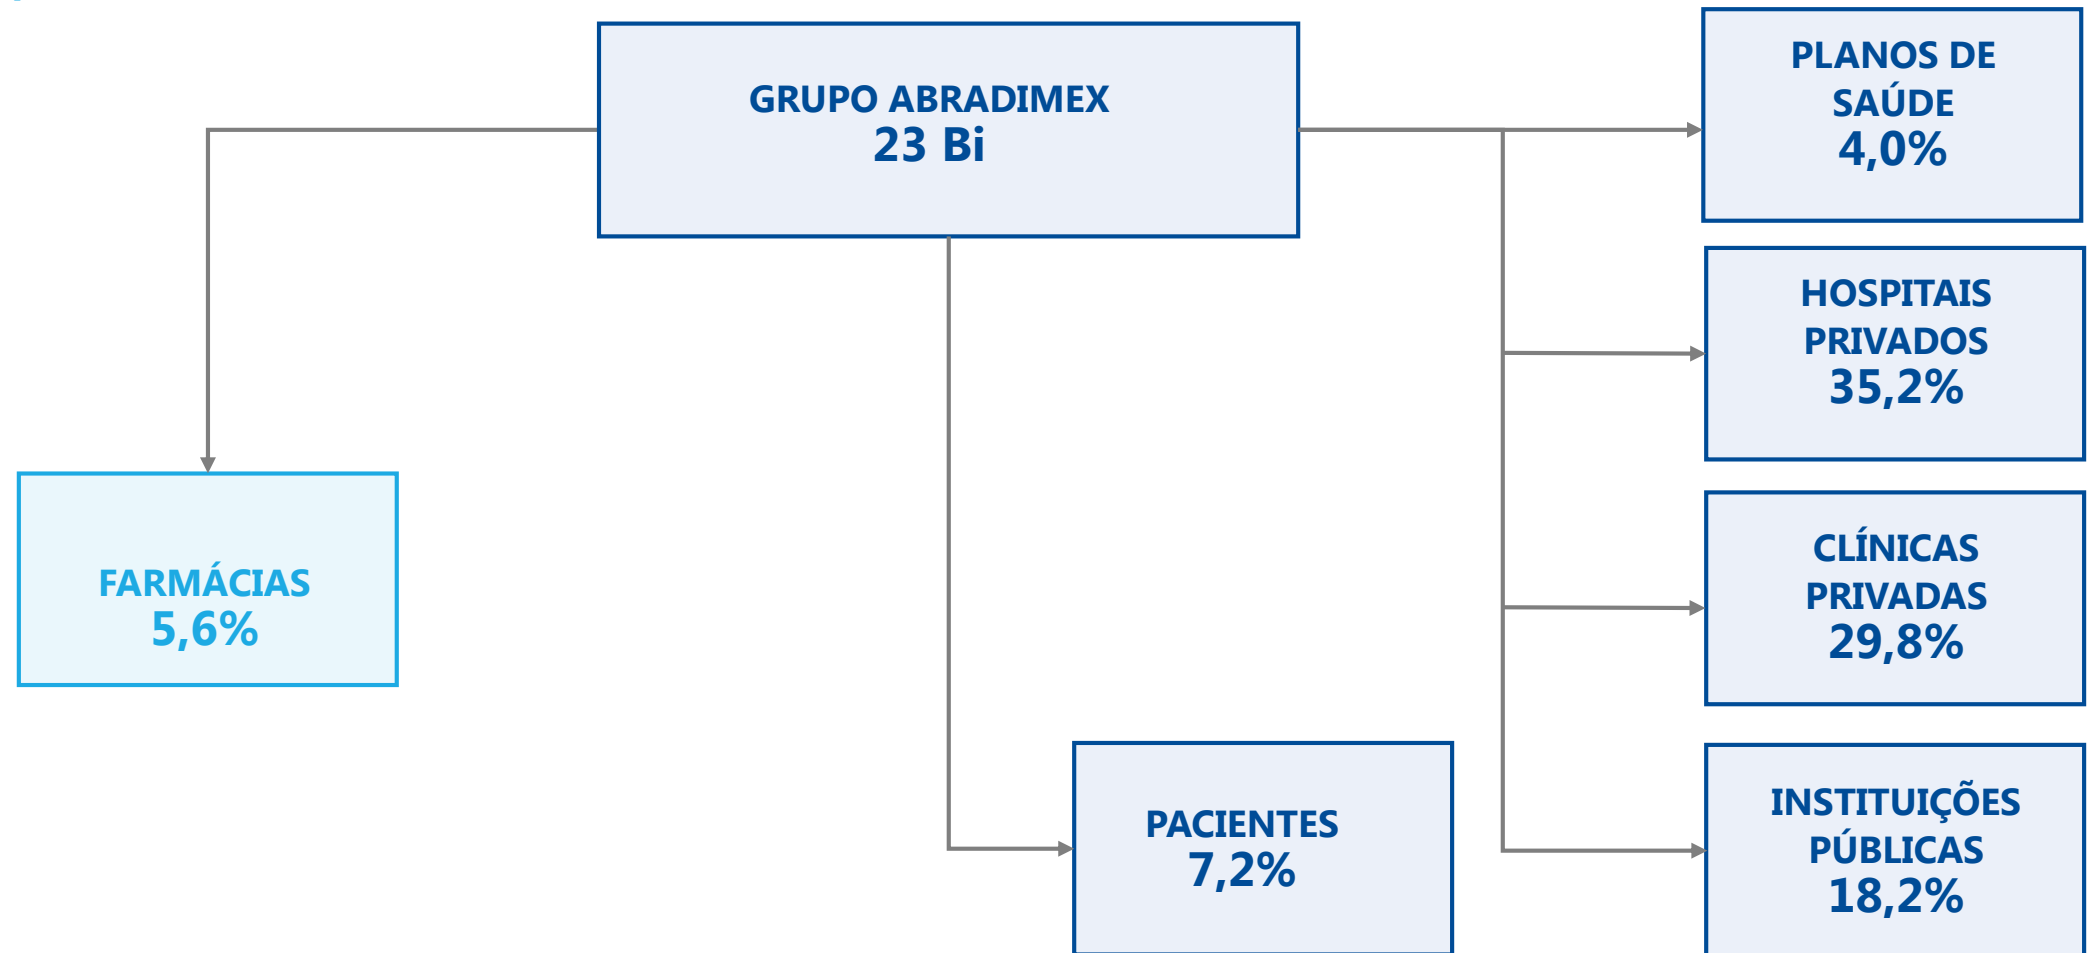 GRUPO ABRADIMEX
23 Bi
PLANOS DE
SAÚDE
4,0%
HOSPITAIS
PRIVADOS
35,2%
CLÍNICAS
PRIVADAS
29,8%
INSTITUIÇÕES
PÚBLICAS
18,2%
FARMÁCIAS
5,6%
PACIENTES
7,2%